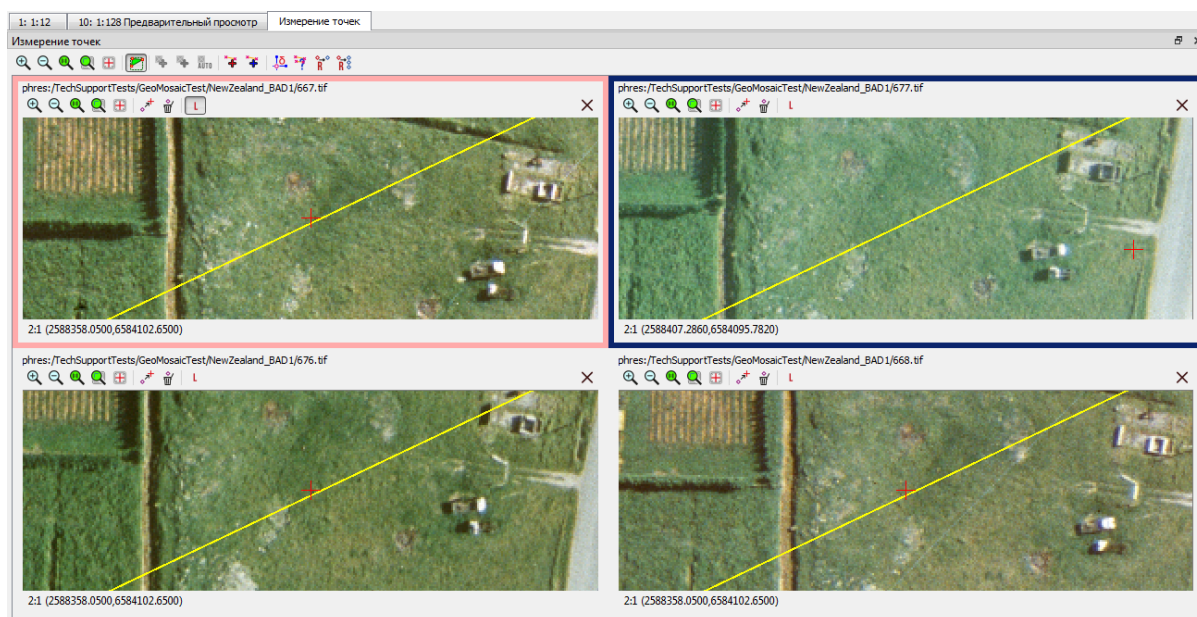 1: 1:12 10: 1:128 Предварительный просмотр Измерение точек
Измерение точек
AUTO R R
phres:/TechSupportTests/GeoMosaicTest/NewZealand_BAD1/667.tif
L
2:1 (2588358.0500,6584102.6500)
phres:/TechSupportTests/GeoMosaicTest/NewZealand_BAD1/677.tif
L
2:1 (2588407.2860,6584095.7820)
phres:/TechSupportTests/GeoMosaicTest/NewZealand_BAD1/676.tif
L
2:1 (2588358.0500,6584102.6500)
phres:/TechSupportTests/GeoMosaicTest/NewZealand_BAD1/668.tif
L
2:1 (2588358.0500,6584102.6500)